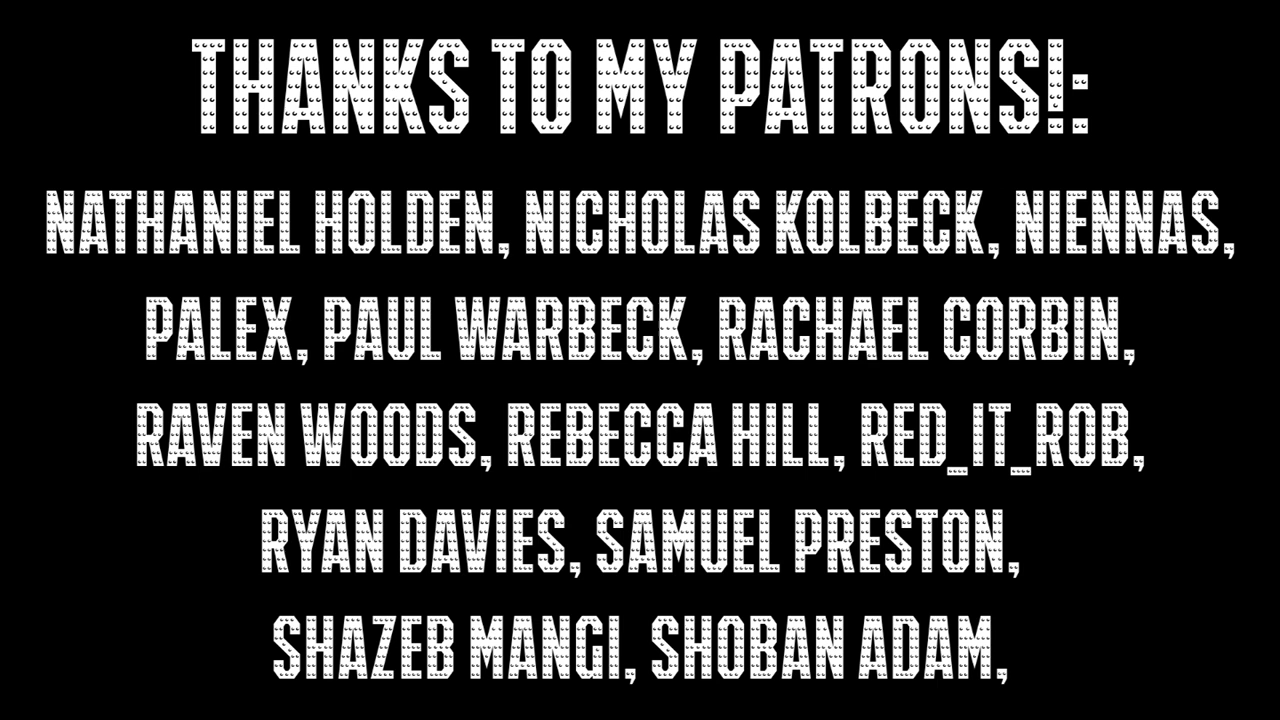 THANKS TO MY PATRONS!:
NATHANIEL HOLDEN, NICHOLAS KOLBECK, NIENNAS,
PALEX, PAUL WARBECK, RACHAEL CORBIN,
RAVEN WOODS, REBECCA HILL, RED_IT_ROB,
RYAN DAVIES, SAMUEL PRESTON,
SHAZEB MANGI, SHOBAN ADAM,